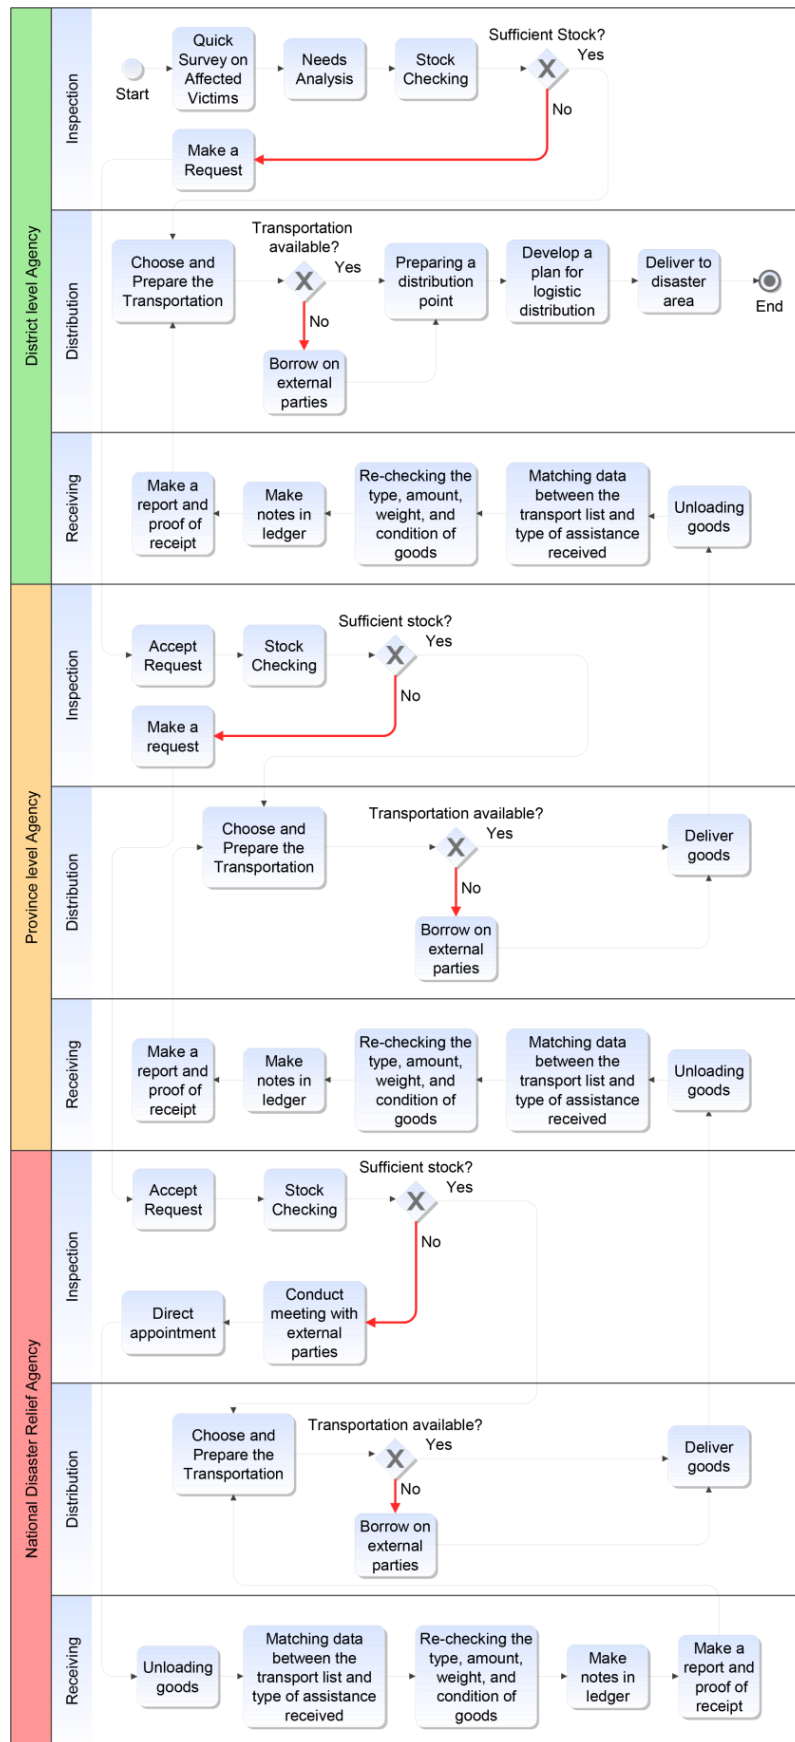 District level Agency
Inspection
Start
Quick
Survey on
Affected
Victims
Needs
Analysis
Stock
Checking
Sufficient Stock?
Yes
No
Make a
Request
Distribution
Choose and
Prepare the
Transportation
Transportation
available?
Yes
No
Borrow on
external
parties
Preparing a
distribution
point
Develop a
plan for
logistic
distribution
Deliver to
disaster
area
End
Receiving
Make a
report and
proof of
receipt
Make
notes in
ledger
Re-checking the
type, amount,
weight, and
condition of
goods
Matching data
between the
transport list and
type of assistance
received
Unloading
goods
Province level Agency
Inspection
Accept
Request
Stock
Checking
Sufficient stock?
Yes
No
Make a
request
Distribution
Choose and
Prepare the
Transportation
Transportation available?
Yes
No
Borrow on
external
parties
Deliver
goods
Receiving
Make a
report and
proof of
receipt
Make
notes in
ledger
Re-checking the
type, amount,
weight, and
condition of
goods
Matching data
between the
transport list and
type of assistance
received
Unloading
goods
National Disaster Relief Agency
Inspection
Accept
Request
Stock
Checking
Sufficient stock?
Yes
No
Direct
appointment
Conduct
meeting with
external
parties
Distribution
Choose and
Prepare the
Transportation
Transportation available?
Yes
No
Borrow on
external
parties
Deliver
goods
Receiving
Unloading
goods
Matching data
between the
transport list and
type of assistance
received
Re-checking the
type, amount,
weight, and
condition of
goods
Make
notes in
ledger
Make a
report and
proof of
receipt